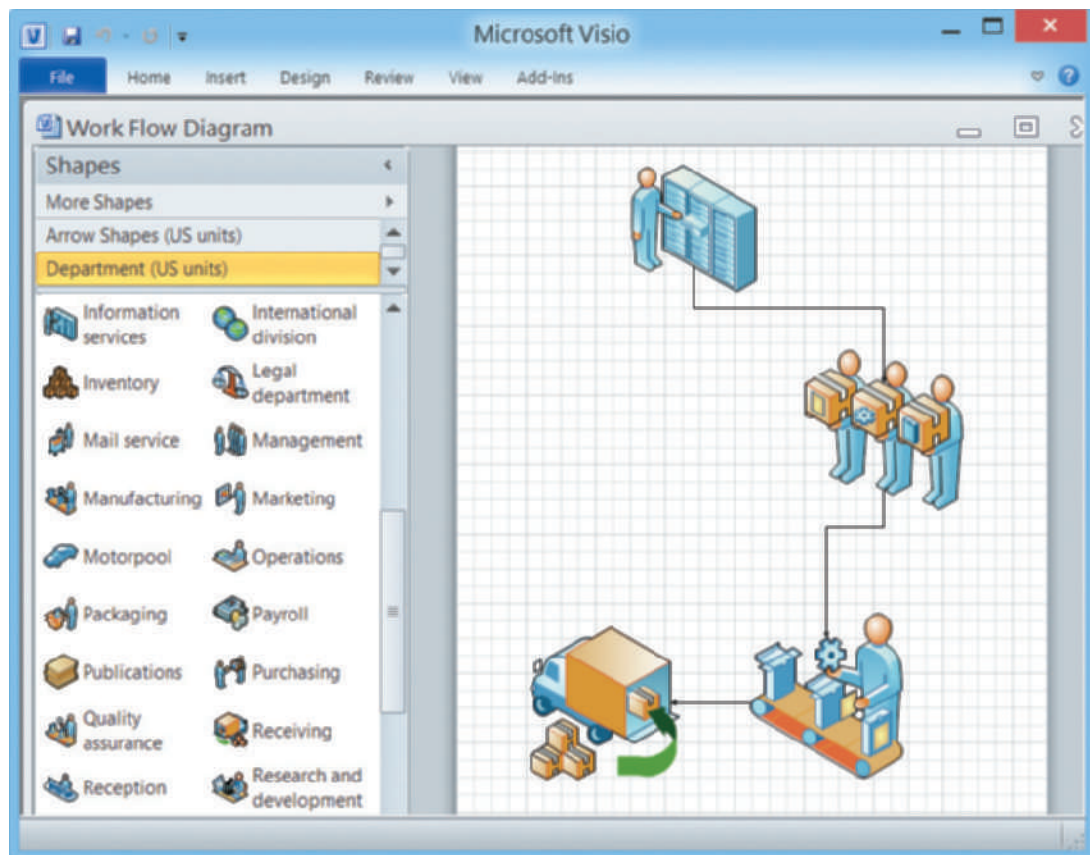 Microsoft Visio
File Home Insert Design Review View Add-Ins
Work Flow Diagram
Shapes
More Shapes
Arrow Shapes (US units)
Department (US units)
Information services
International division
Inventory
Legal department
Mail service
Management
Manufacturing
Marketing
Motorpool
Operations
Packaging
Payroll
Publications
Purchasing
Quality assurance
Receiving
Reception
Research and development